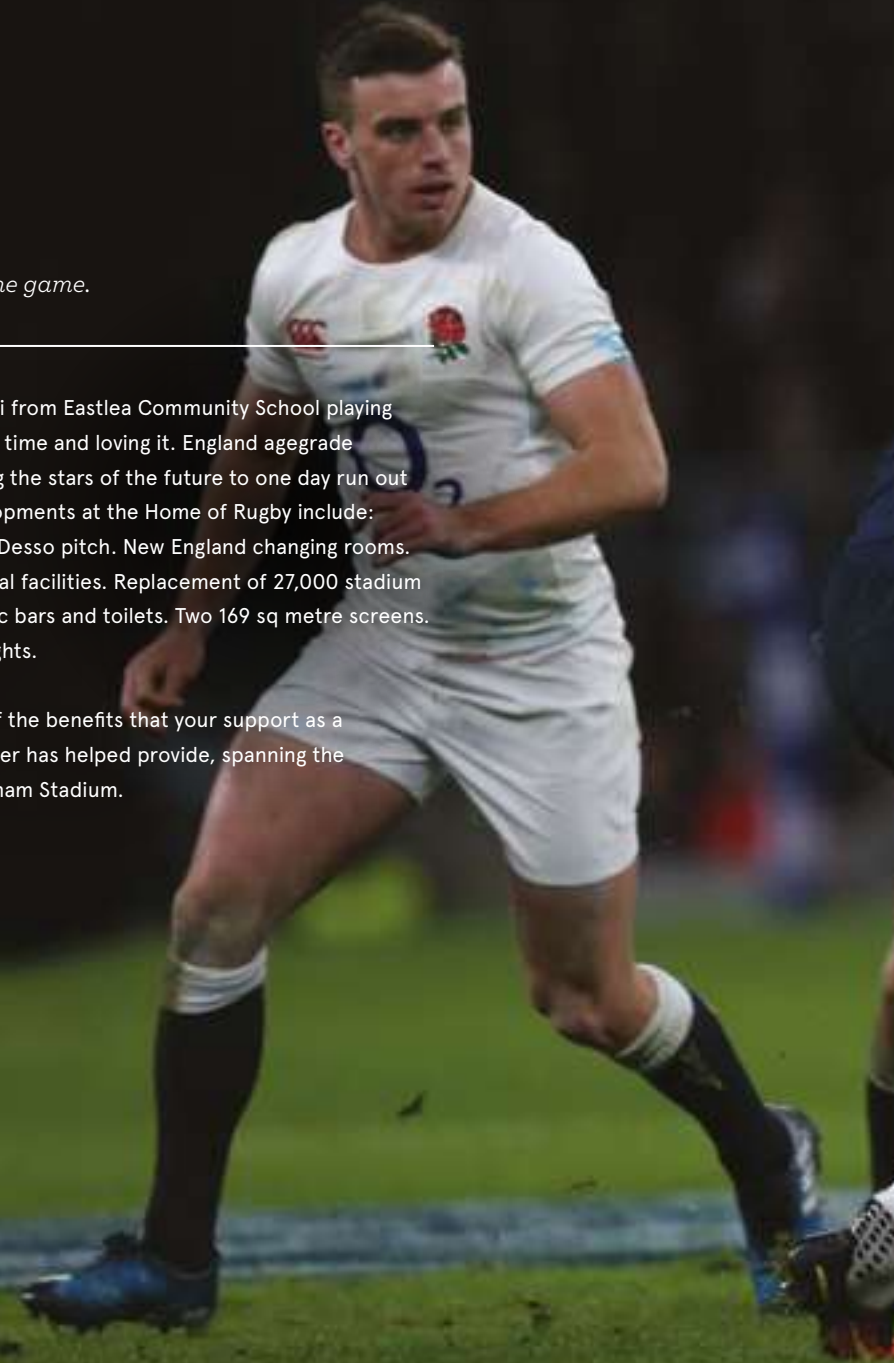 ne game.
i from Eastlea Community School playing
time and loving it. England agegrade
g the stars of the future to one day run out
opments at the Home of Rugby include:
Desso pitch. New England changing rooms.
al facilities. Replacement of 27,000 stadium
c bars and toilets. Two 169 sq metre screens.
ghts.
f the benefits that your support as a
er has helped provide, spanning the
ham Stadium.
O2